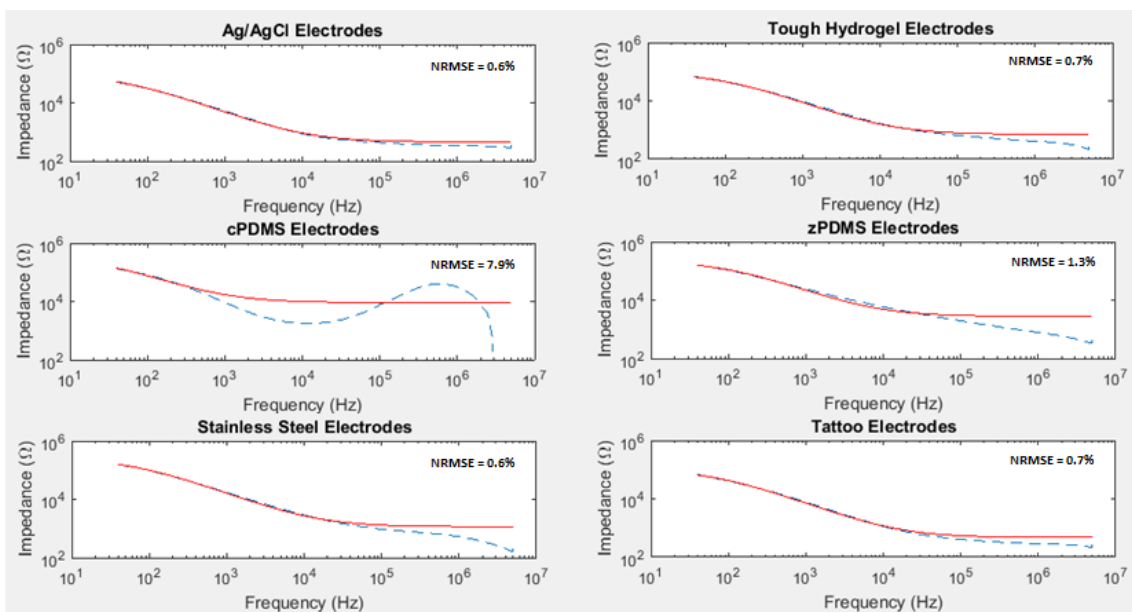 Ag/AgCl Electrodes
10^6
10^4
10^2
Impedance (Ω)
NRMSE = 0.6%
10^1 10^2 10^3 10^4 10^5 10^6 10^7
Frequency (Hz)
Tough Hydrogel Electrodes
10^6
10^4
10^2
Impedance (Ω)
NRMSE = 0.7%
10^1 10^2 10^3 10^4 10^5 10^6 10^7
Frequency (Hz)
cPDMS Electrodes
10^6
10^4
10^2
Impedance (Ω)
NRMSE = 7.9%
10^1 10^2 10^3 10^4 10^5 10^6 10^7
Frequency (Hz)
zPDMS Electrodes
10^6
10^4
10^2
Impedance (Ω)
NRMSE = 1.3%
10^1 10^2 10^3 10^4 10^5 10^6 10^7
Frequency (Hz)
Stainless Steel Electrodes
10^6
10^4
10^2
Impedance (Ω)
NRMSE = 0.6%
10^1 10^2 10^3 10^4 10^5 10^6 10^7
Frequency (Hz)
Tattoo Electrodes
10^6
10^4
10^2
Impedance (Ω)
NRMSE = 0.7%
10^1 10^2 10^3 10^4 10^5 10^6 10^7
Frequency (Hz)